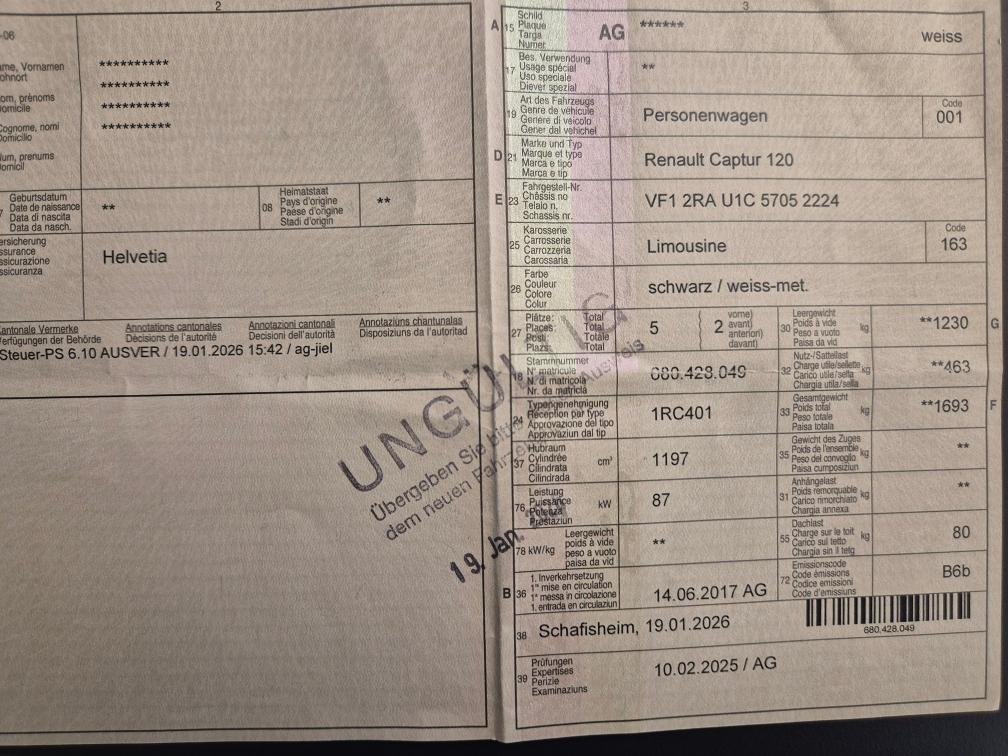 2
-06
ame, Vornamen
ohnort
om, prénoms
omicile
ognome, nomi
Domicilio
um, prenums
omicil
**********
**********
**********
**********
Geburtsdatum
Date de naissance
Data di nascita
Data da nasch.
**
08
Heimatstaat
Pays d'origine
Paese d'origine
Stadi d'origin
**
ersicherung
ssurance
ssicurazione
ssicuranza
Helvetia
antonale Vermerke
erfügungen der Behörde
Annotations cantonales
Décisions de l'autorité
Annotazioni cantonali
Decisioni dell'autorità
Annotaziuns chantunalas
Disposiziuns da l'autoritad
Steuer-PS 6.10 AUSVER / 19.01.2026 15:42 / ag-jiel
UNGÜLTIG
Übergeben Sie bitte
Ausweis
dem neuen
19. Jan.
3
A 15
Schild
Plaque
Targa
Numer
AG
******
weiss
17
Bes. Verwendung
Usage spécial
Uso speciale
Diever spezial
**
19
Art des Fahrzeugs
Genre de véhicule
Genere di veicolo
Gener dal vehichel
Personenwagen
Code
001
D 21
Marke und Typ
Marque et type
Marca e tipo
Marca e tip
Renault Captur 120
E 23
Fahrgestell-Nr.
Châssis no
Telaio n.
Schassis nr.
VF1 2RA U1C 5705 2224
25
Karosserie
Carrosserie
Carrozzeria
Carossaria
Limousine
Code
163
26
Farbe
Couleur
Colore
Colur
schwarz / weiss-met.
27
Plätze: Total
Places: Total
Posti: Totale
Plazs: Total
5
2
vorne)
avant)
anteriori)
davant)
30
Leergewicht
Poids à vide
Peso a vuoto
Paisa da vid
kg
**1230
G
18
Stammnummer
N° matricule
N. di matricola
Nr. da matricla
680.428.049
32
Nutz-/Sattellast
Charge utile/sellette
Carico utile/sella
Chargia utila/sella
kg
**463
24
Typengenehmigung
Réception par type
Approvazione del tipo
Approvaziun dal tip
1RC401
33
Gesamtgewicht
Poids total
Peso totale
Paisa totala
kg
**1693
F
37
Hubraum
Cylindrée
Cilindrata
Cilindrada
cm³
1197
35
Gewicht des Zuges
Poids de l'ensemble
Peso del convoglio
Paisa cumposiziun
kg
**
76
Leistung
Puissance
Potenza
Prestaziun
kW
87
31
Anhängelast
Poids remorquable
Carico rimorchiato
Chargia annexa
kg
**
78 kW/kg
Leergewicht
poids à vide
peso a vuoto
paisa da vid
**
55
Dachlast
Charge sur le toit
Carico sul tetto
Chargia sin il tetg
kg
80
B 36
1. Inverkehrsetzung
1re mise en circulation
1a messa in circolazione
1. entrada en circulaziun
14.06.2017 AG
72
Emissionscode
Code émissions
Codice emissioni
Code d'emissiuns
B6b
38
Schafisheim, 19.01.2026
680.428.049
39
Prüfungen
Expertises
Perizie
Examinaziuns
10.02.2025 / AG